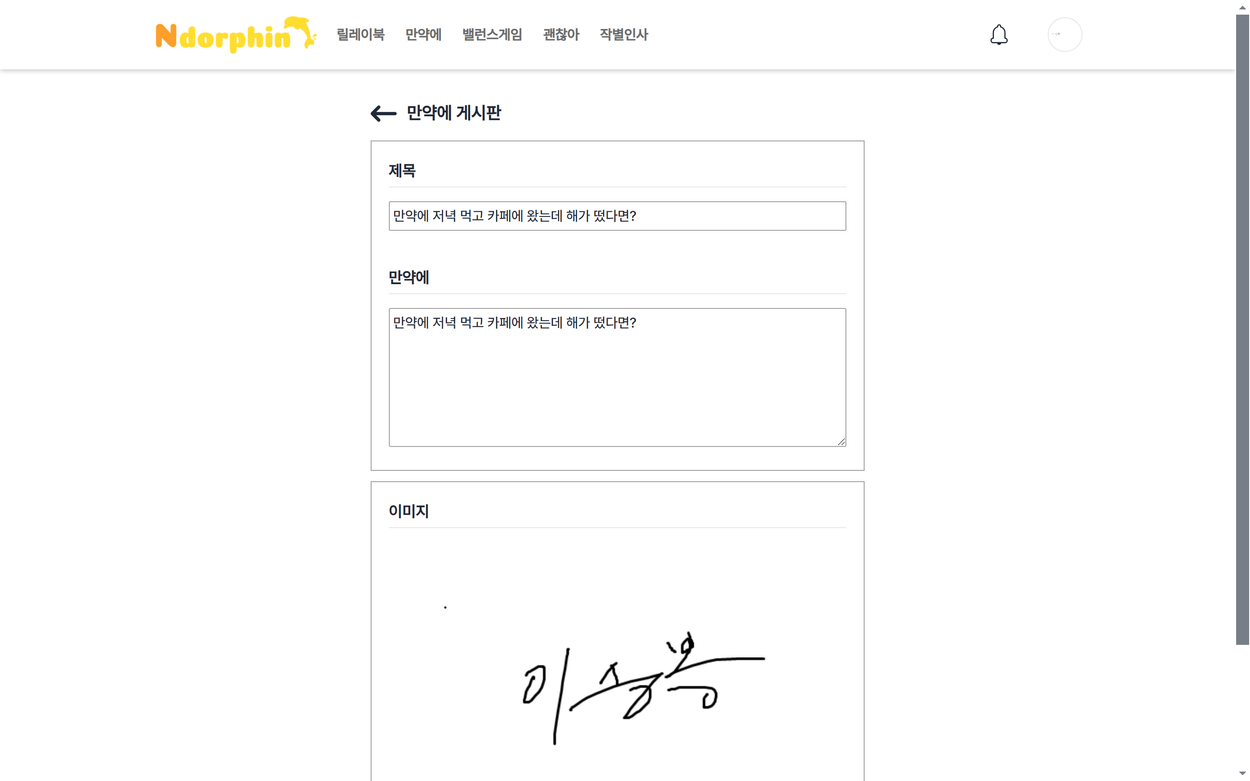 Ndorphin 릴레이북 만약에 밸런스게임 괜찮아 작별인사
만약에 게시판
제목
만약에 저녁 먹고 카페에 왔는데 해가 떴다면?
만약에
만약에 저녁 먹고 카페에 왔는데 해가 떴다면?
이미지